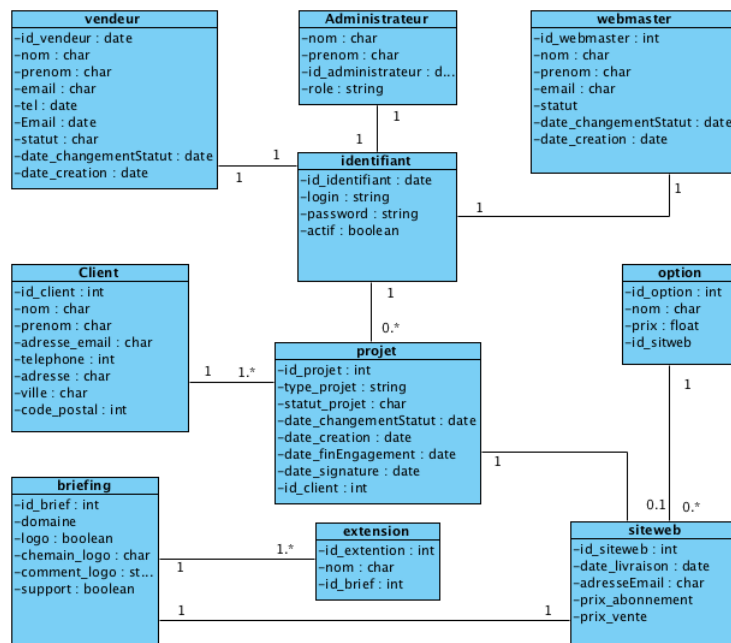 vendeur
-id_vendeur : date
-nom : char
-prenom : char
-email : char
-tel : date
-Email : date
-statut : char
-date_changementStatut : date
-date_creation : date
Administrateur
-nom : char
-prenom : char
-id_administrateur : d...
-role : string
webmaster
-id_webmaster : int
-nom : char
-prenom : char
-email : char
-statut
-date_changementStatut : date
-date_creation : date
1
1
1
1
identifiant
-id_identifiant : date
-login : string
-password : string
-actif : boolean
1
1
1
0.*
Client
-id_client : int
-nom : char
-prenom : char
-adresse_email : char
-telephone : int
-adresse : char
-ville : char
-code_postal : int
1
1.*
projet
-id_projet : int
-type_projet : string
-statut_projet : char
-date_changementStatut : date
-date_creation : date
-date_finEngagement : date
-date_signature : date
-id_client : int
option
-id_option : int
-nom : char
-prix : float
-id_sitweb
1
1
0.1
0.*
briefing
-id_brief : int
-domaine
-logo : boolean
-chemain_logo : char
-comment_logo : st...
-support : boolean
1
1.*
extension
-id_extention : int
-nom : char
-id_brief : int
siteweb
-id_siteweb : int
-date_livraison : date
-adresseEmail : char
-prix_abonnement
-prix_vente
1
1